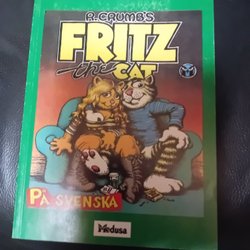 R. CRUMB'S
FRITZ
the
CAT
PÅ SVENSKA
Medusa